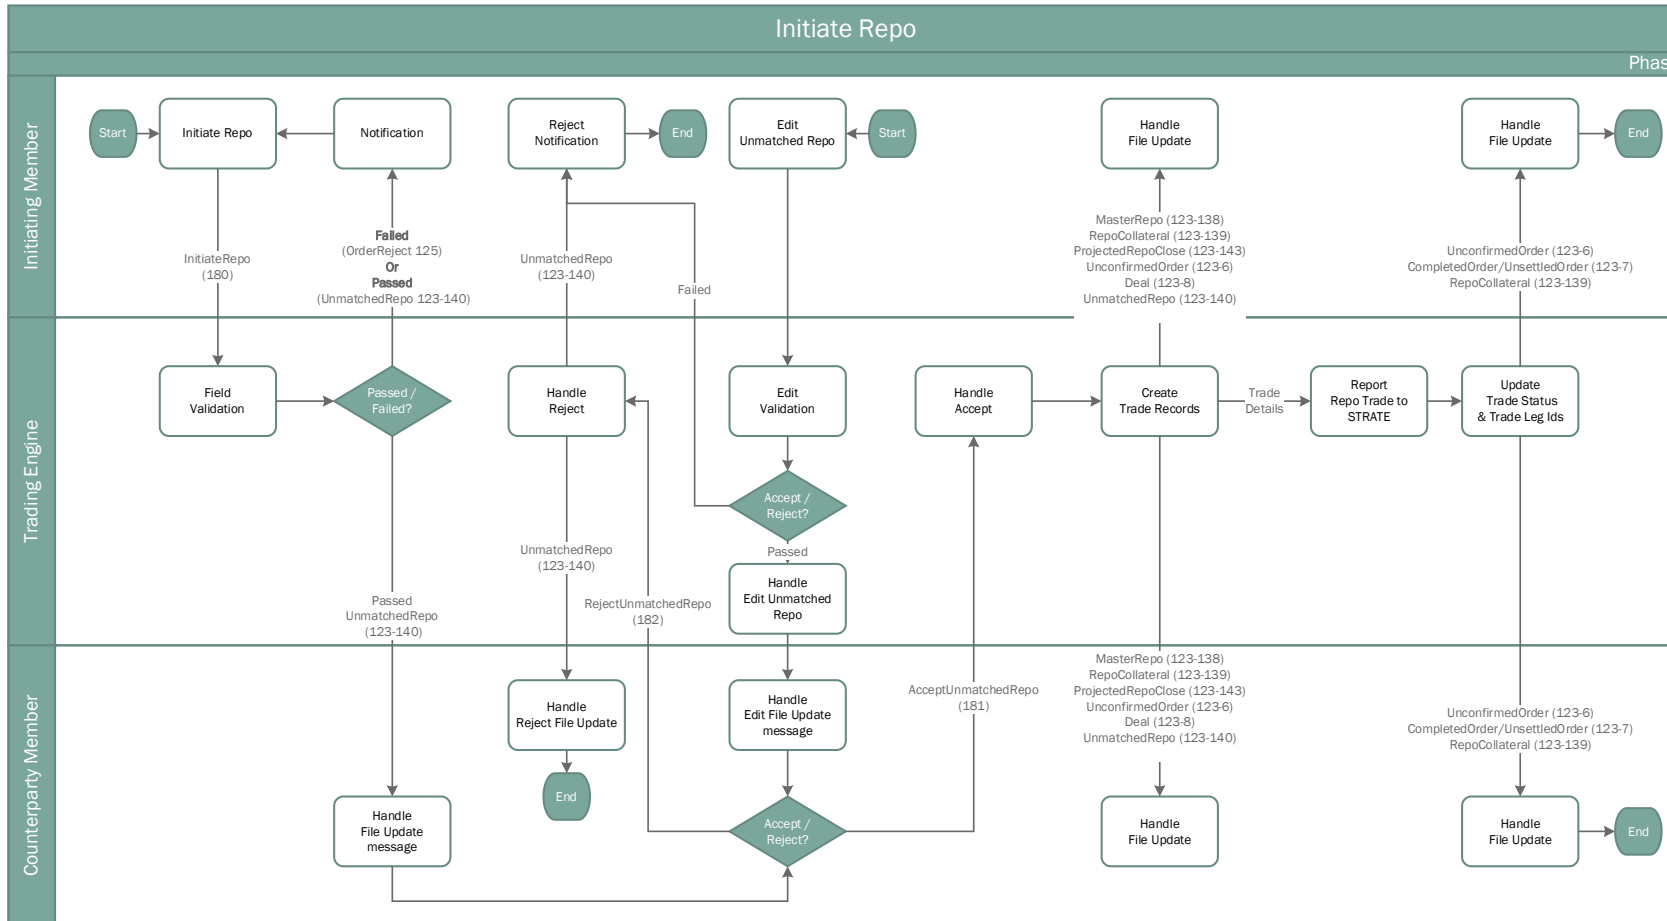 Initiate Repo
Phas
Initiating Member
Start
Initiate Repo
Notification
Reject
Notification
End
Edit
Unmatched Repo
Start
Handle
File Update
Handle
File Update
End
InitiateRepo
(180)
Failed
(OrderReject 125)
Or
Passed
(UnmatchedRepo 123-140)
UnmatchedRepo
(123-140)
Failed
MasterRepo (123-138)
RepoCollateral (123-139)
ProjectedRepoClose (123-143)
UnconfirmedOrder (123-6)
Deal (123-8)
UnmatchedRepo (123-140)
UnconfirmedOrder (123-6)
CompletedOrder/UnsettledOrder (123-7)
RepoCollateral (123-139)
Trading Engine
Field
Validation
Passed /
Failed?
Handle
Reject
Edit
Validation
Handle
Accept
Create
Trade Records
Trade
Details
Report
Repo Trade to
STRATE
Update
Trade Status
& Trade Leg Ids
Accept /
Reject?
Passed
Handle
Edit Unmatched
Repo
UnmatchedRepo
(123-140)
Passed
UnmatchedRepo
(123-140)
RejectUnmatchedRepo
(182)
Counterparty Member
Handle
Reject File Update
End
Handle
Edit File Update
message
AcceptUnmatchedRepo
(181)
MasterRepo (123-138)
RepoCollateral (123-139)
ProjectedRepoClose (123-143)
UnconfirmedOrder (123-6)
Deal (123-8)
UnmatchedRepo (123-140)
UnconfirmedOrder (123-6)
CompletedOrder/UnsettledOrder (123-7)
RepoCollateral (123-139)
Handle
File Update
message
Accept /
Reject?
Handle
File Update
Handle
File Update
End